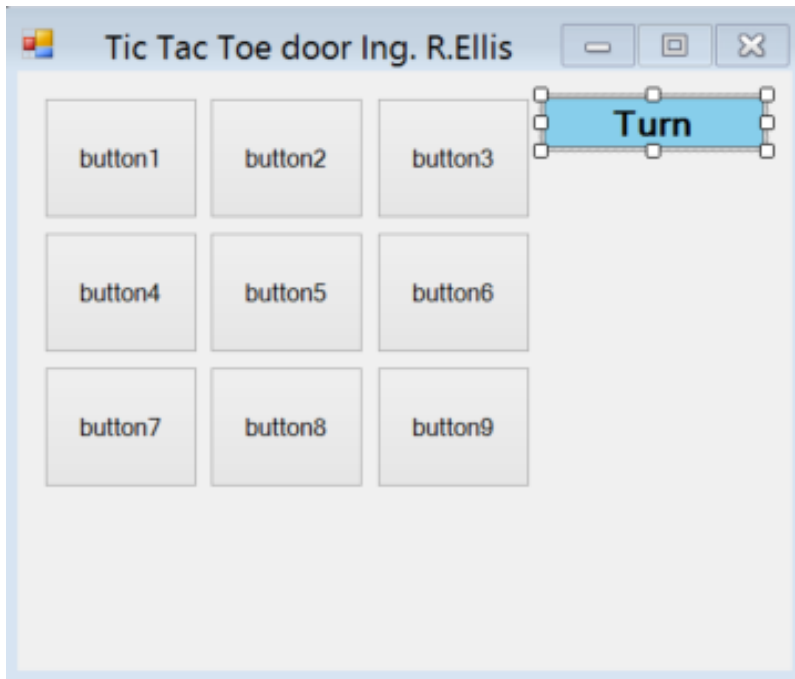 Tic Tac Toe door Ing. R.Ellis
button1 button2 button3 Turn
button4 button5 button6
button7 button8 button9